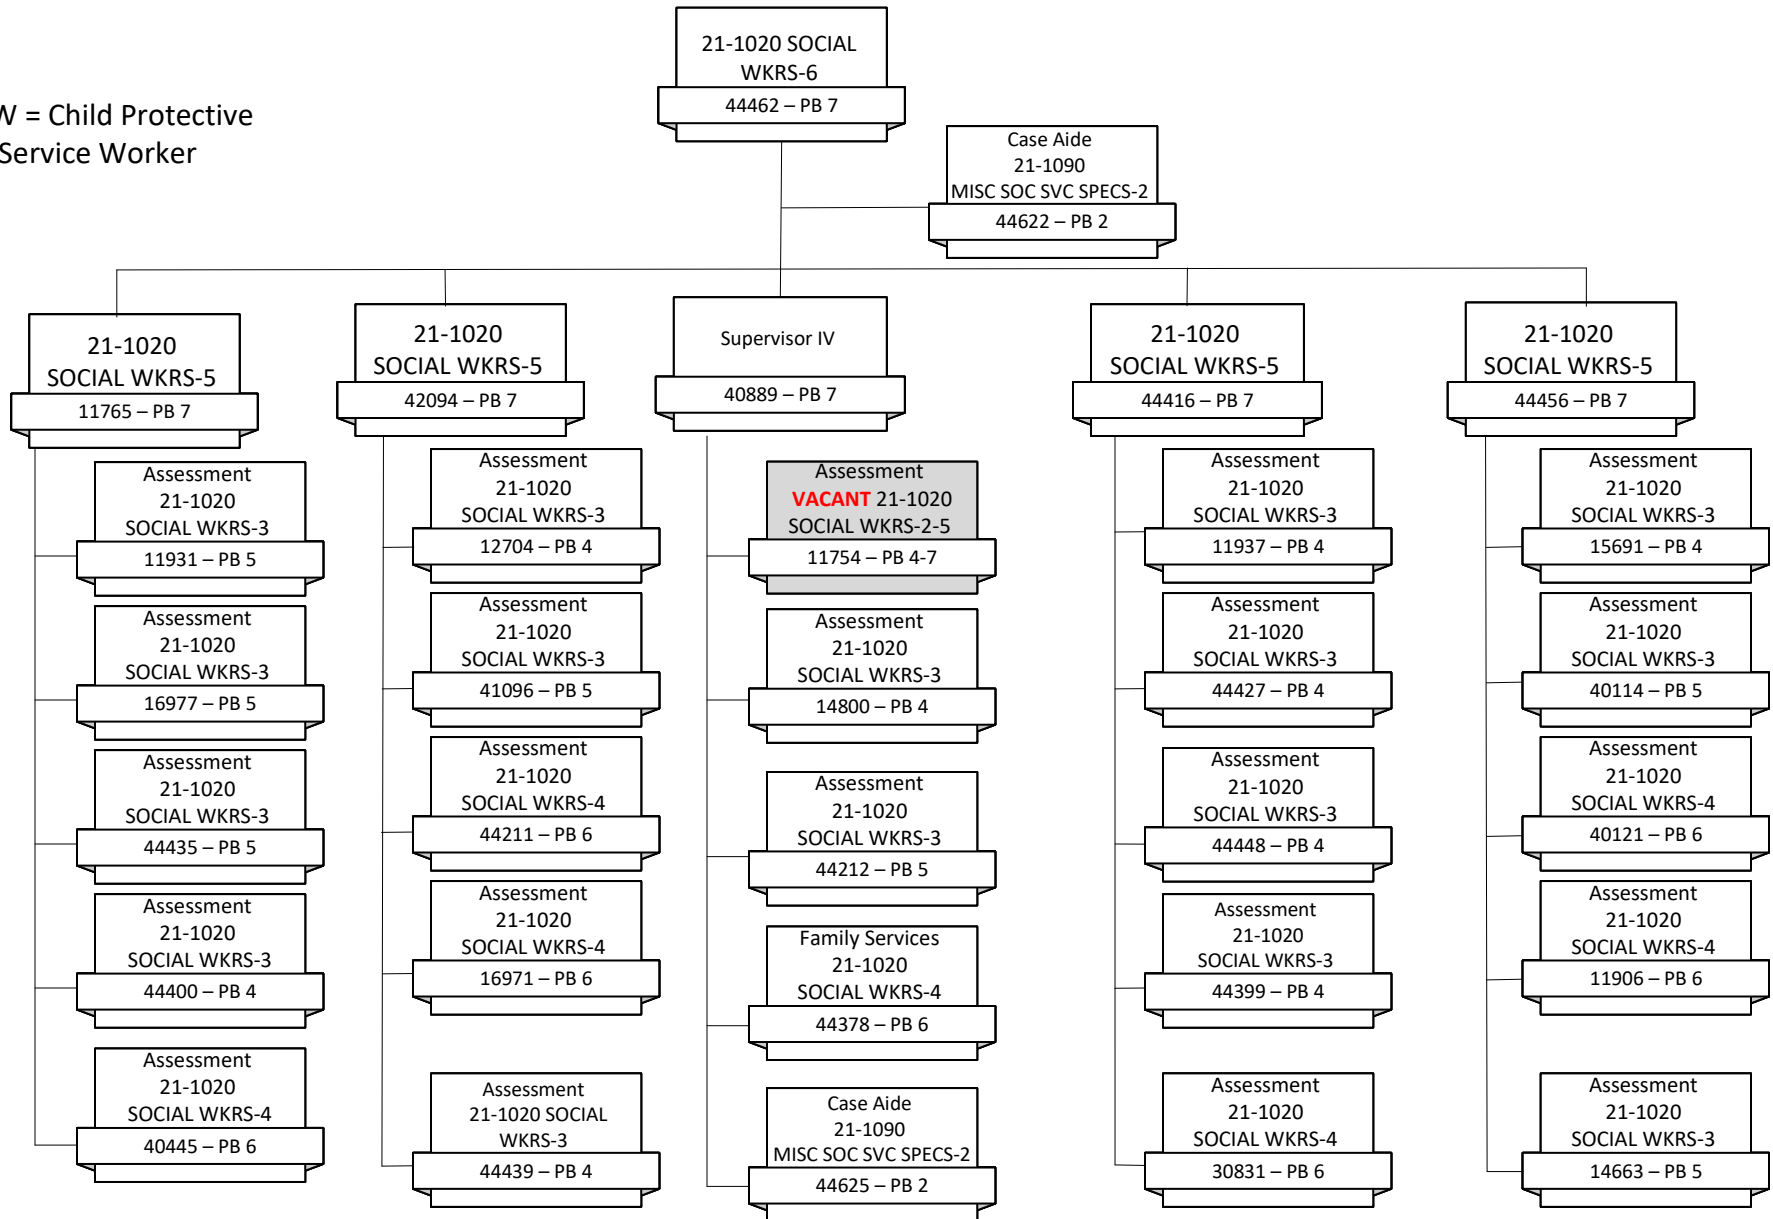 21-1020 SOCIAL
WKRS-6
44462 – PB 7
W = Child Protective
Service Worker
Case Aide
21-1090
MISC SOC SVC SPECS-2
44622 – PB 2
21-1020
SOCIAL WKRS-5
11765 – PB 7
Assessment
21-1020
SOCIAL WKRS-3
11931 – PB 5
Assessment
21-1020
SOCIAL WKRS-3
16977 – PB 5
Assessment
21-1020
SOCIAL WKRS-3
44435 – PB 5
Assessment
21-1020
SOCIAL WKRS-3
44400 – PB 4
Assessment
21-1020
SOCIAL WKRS-4
40445 – PB 6
21-1020
SOCIAL WKRS-5
42094 – PB 7
Assessment
21-1020
SOCIAL WKRS-3
12704 – PB 4
Assessment
21-1020
SOCIAL WKRS-3
41096 – PB 5
Assessment
21-1020
SOCIAL WKRS-4
44211 – PB 6
Assessment
21-1020
SOCIAL WKRS-4
16971 – PB 6
Assessment
21-1020 SOCIAL
WKRS-3
44439 – PB 4
Supervisor IV
40889 – PB 7
Assessment
VACANT 21-1020
SOCIAL WKRS-2-5
11754 – PB 4-7
Assessment
21-1020
SOCIAL WKRS-3
14800 – PB 4
Assessment
21-1020
SOCIAL WKRS-3
44212 – PB 5
Family Services
21-1020
SOCIAL WKRS-4
44378 – PB 6
Case Aide
21-1090
MISC SOC SVC SPECS-2
44625 – PB 2
21-1020
SOCIAL WKRS-5
44416 – PB 7
Assessment
21-1020
SOCIAL WKRS-3
11937 – PB 4
Assessment
21-1020
SOCIAL WKRS-3
44427 – PB 4
Assessment
21-1020
SOCIAL WKRS-3
44448 – PB 4
Assessment
21-1020
SOCIAL WKRS-3
44399 – PB 4
Assessment
21-1020
SOCIAL WKRS-4
30831 – PB 6
21-1020
SOCIAL WKRS-5
44456 – PB 7
Assessment
21-1020
SOCIAL WKRS-3
15691 – PB 4
Assessment
21-1020
SOCIAL WKRS-3
40114 – PB 5
Assessment
21-1020
SOCIAL WKRS-4
40121 – PB 6
Assessment
21-1020
SOCIAL WKRS-4
11906 – PB 6
Assessment
21-1020
SOCIAL WKRS-3
14663 – PB 5